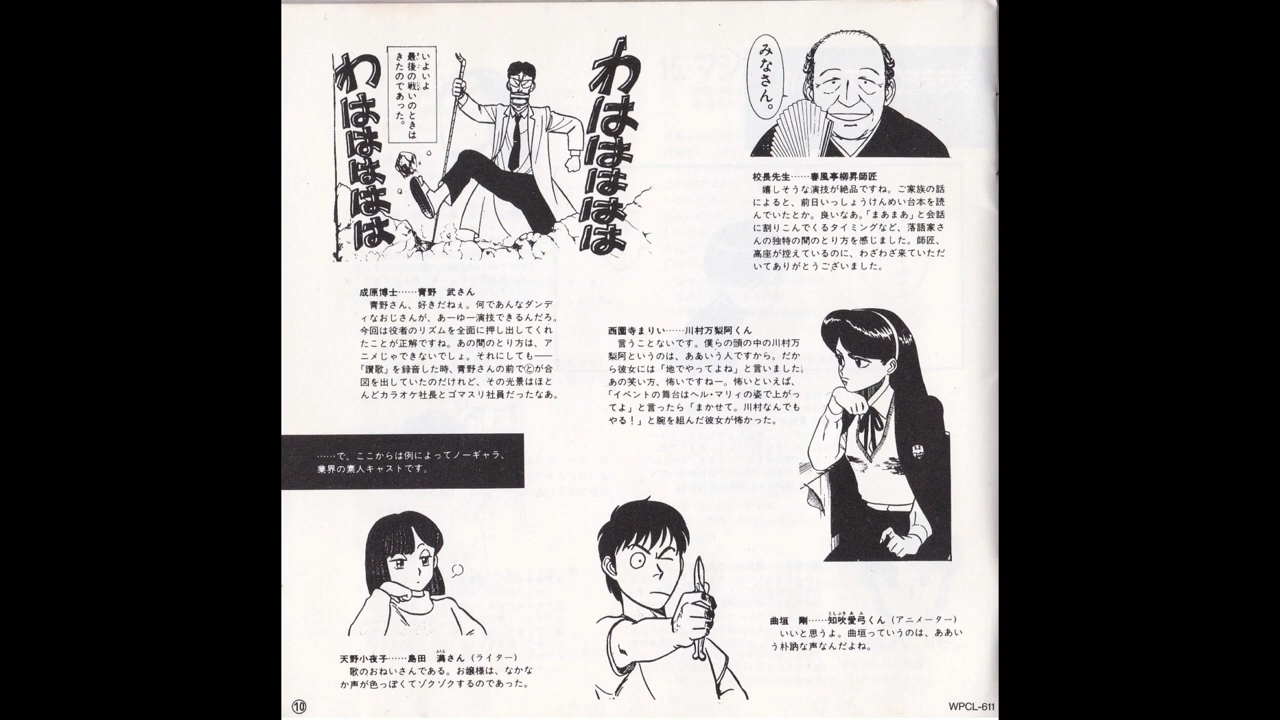 わはははははは
いよいよ
最後の戦いのときは
きたのであった。
わははははは
みなさん。
校長先生……春風亭柳昇師匠
嬉しそうな演技が絶品ですね。ご家族の話
によると、前日いっしょうけんめい台本を読
んでいたとか。良いなあ。「まあまあ」と会話
に割りこんでくるタイミングなど、落語家さ
んの独特の間のとり方を感じました。師匠、
高座が控えているのに、わざわざ来ていただ
いてありがとうございました。
成原博士……青野 武さん
青野さん、好きだねぇ。何であんなダンデ
ィなおじさんが、あーゆー演技できるんだろ。
今回は役者のリズムを全面に押し出してくれ
たことが正解ですね。あの間のとり方は、ア
ニメじゃできないでしょ。それにしても――
「讃歌」を録音した時、青野さんの前で㋣が合
図を出していたのだけれど、その光景はほと
んどカラオケ社長とゴマスリ社員だったなあ。
西園寺まりい……川村万梨阿くん
言うことないです。僕らの頭の中の川村万
梨阿というのは、ああいう人ですから。だか
ら彼女には「地でやってよね」と言いました。
あの笑い方、怖いですねー。怖いといえば、
「イベントの舞台はヘル・マリィの姿で上がっ
てよ」と言ったら「まかせて。川村なんでも
やる！」と腕を組んだ彼女が怖かった。
……で、ここからは例によってノーギャラ、
業界の素人キャストです。
天野小夜子……島田 満さん（ライター）
歌のおねいさんである。お嬢様は、なかな
か声が色っぽくてゾクゾクするのであった。
曲垣 剛……知吹愛弓くん（アニメーター）
いいと思うよ。曲垣っていうのは、ああい
う朴訥な声なんだよね。
⑩
WPCL-611